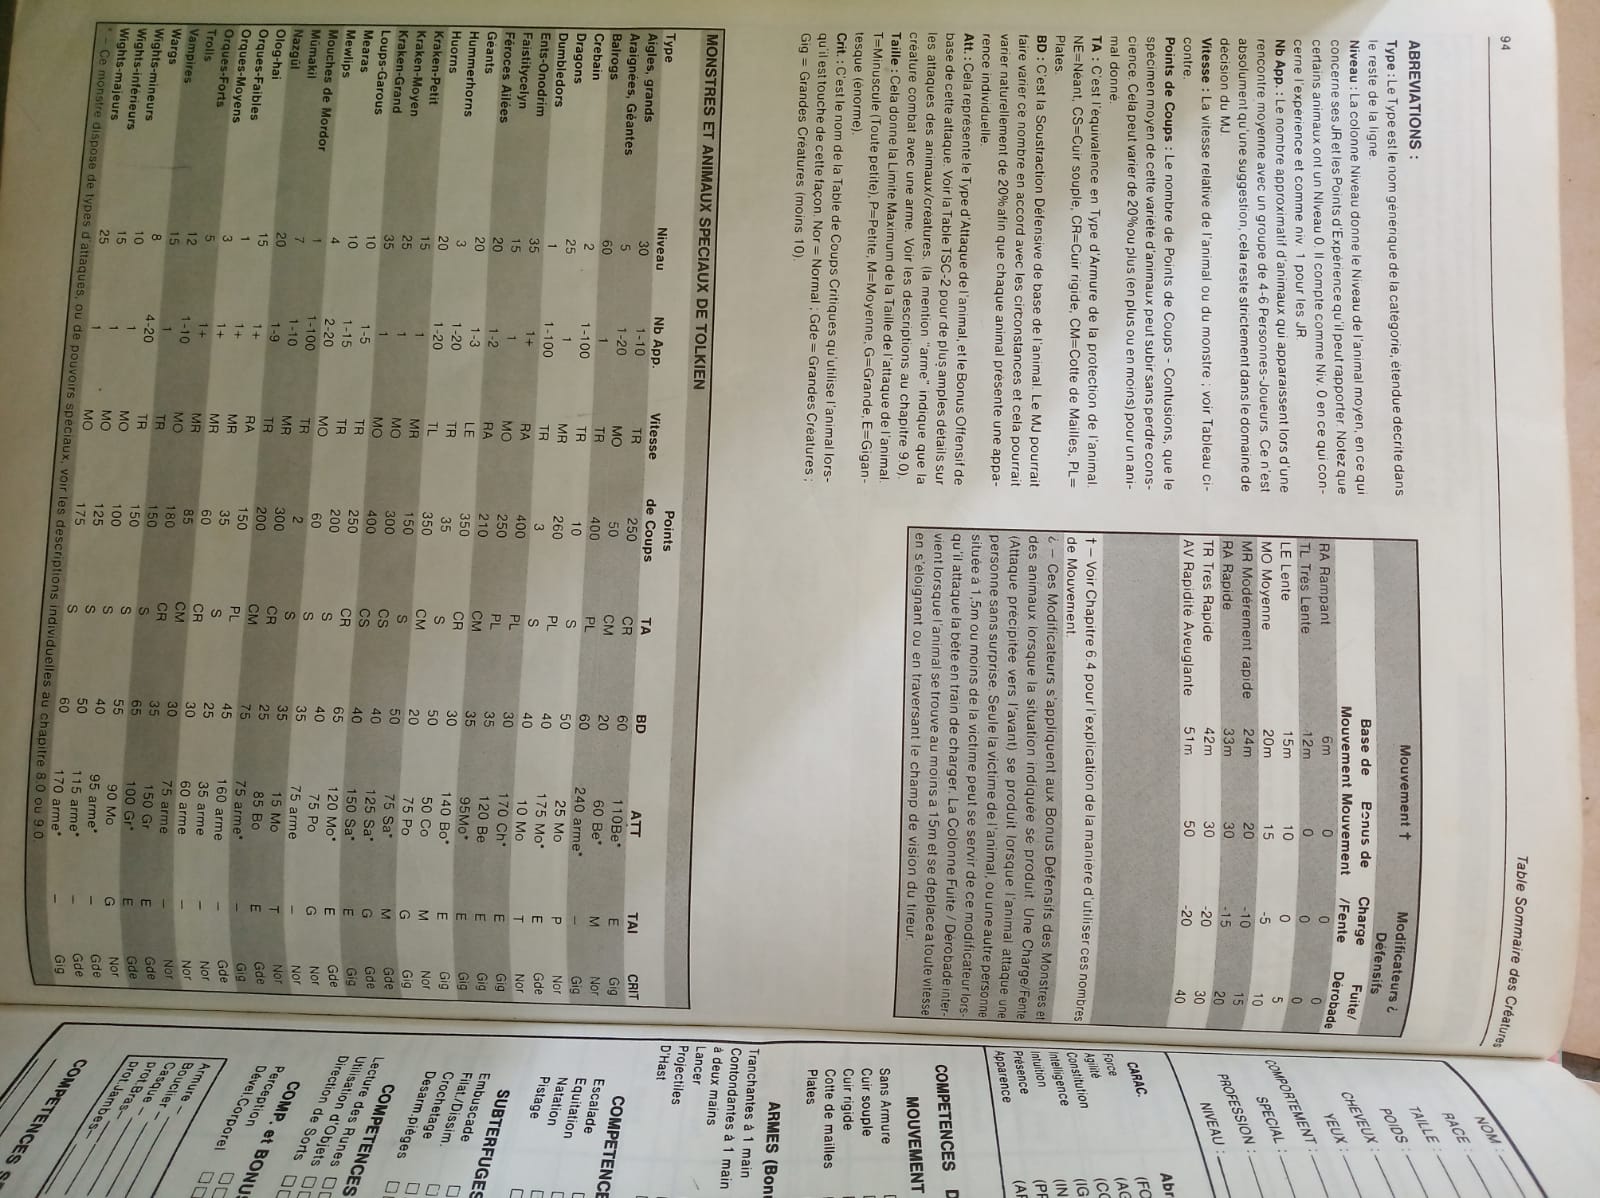 94
Table Sommaire des Créatures
ABREVIATIONS :
Type : Le Type est le nom générique de la catégorie, étendue décrite dans
le reste de la ligne.
Niveau : La colonne Niveau donne le Niveau de l'animal moyen, en ce qui
concerne ses JR et les Points d'Expérience qu'il peut rapporter. Notez que
certains animaux ont un NIveau 0. Il compte comme Niv. 0 en ce qui con-
cerne l'expérience et comme niv. 1 pour les JR.
Nb App. : Le nombre approximatif d'animaux qui apparaissent lors d'une
rencontre moyenne avec un groupe de 4-6 Personnes-Joueurs. Ce n'est
absolument qu'une suggestion, cela reste strictement dans le domaine de
décision du MJ.
Vitesse : La vitesse relative de l'animal ou du monstre ; voir Tableau ci-
contre.
Points de Coups : Le nombre de Points de Coups - Contusions, que le
spécimen moyen de cette variété d'animaux peut subir sans perdre cons-
cience. Cela peut varier de 20% ou plus (en plus ou en moins) pour un ani-
mal donné.
TA : C'est l'équivalence en Type d'Armure de la protection de l'animal.
NE=Néant, CS=Cuir souple, CR=Cuir rigide, CM=Cotte de Mailles, PL=
Plates.
BD : C'est la Soustraction Défensive de base de l'animal. Le MJ pourrait
faire varier ce nombre en accord avec les circonstances et cela pourrait
varier naturellement de 20% afin que chaque animal présente une appa-
rence individuelle.
Att. : Cela représente le Type d'Attaque de l'animal, et le Bonus Offensif de
base de cette attaque. Voir la Table TSC-2 pour de plus amples détails sur
les attaques des animaux/créatures. (la mention "arme" indique que la
créature combat avec une arme. Voir les descriptions au chapitre 9.0).
Taille : Cela donne la Limite Maximum de la Taille de l'attaque de l'animal.
T=Minuscule (Toute petite), P=Petite, M=Moyenne, G=Grande, E=Gigan-
tesque (énorme).
Crit. : C'est le nom de la Table de Coups Critiques qu'utilise l'animal lors-
qu'il est touché de cette façon. Nor = Normal ; Gde = Grandes Créatures ;
Gig = Grandes Créatures (moins 10).
Mouvement † Modificateurs ¿
Défensifs
Base de Bonus de Charge Fuite/
Mouvement Mouvement /Fente Dérobade
RA Rampant 6m 0 0 0
TL Très Lente 12m 0 0 0
LE Lente 15m 10 0 5
MO Moyenne 20m 15 -5 10
MR Modérement rapide 24m 20 -10 15
RA Rapide 33m 30 -15 20
TR Tres Rapide 42m 30 -20 30
AV Rapidité Aveuglante 51m 50 -20 40
† – Voir Chapitre 6.4 pour l'explication de la manière d'utiliser ces nombres
de Mouvement.
¿ – Ces Modificateurs s'appliquent aux Bonus Défensifs des Monstres et
des animaux lorsque la situation indiquée se produit. Une Charge/Fente
(Attaque précipitée vers l'avant) se produit lorsque l'animal attaque une
personne sans surprise. Seule la victime de l'animal, ou une autre personne
située à 1,5m ou moins de la victime peut se servir de ce modificateur lors-
qu'il attaque la bête en train de charger. La Colonne Fuite / Dérobade inter-
vient lorsque l'animal se trouve au moins à 15m et se déplace à toute vitesse
en s'éloignant ou en traversant le champ de vision du tireur.
MONSTRES ET ANIMAUX SPECIAUX DE TOLKIEN
Points
Type Niveau Nb App. Vitesse de Coups TA BD ATT TAI CRIT
Aigles, grands 30 1-10 TR 250 CR 60 110Be* E Gig
Araignées, Géantes 5 1-20 MO 50 CM 20 60 Be* M Nor
Balrogs 60 1 TR 400 PL 60 240 arme* – Gig
Crebain 2 1-100 TR 10 S 50 25 Mo P Nor
Dragons 25 1 MR 260 PL 40 175 Mo* E Gde
Dumbledors 1 1-100 TR 3 S 40 10 Mo T Nor
Ents-Onodrim 35 1+ RA 400 PL 30 170 Ch* E Gig
Faistitycelyn 15 1 MO 250 PL 35 120 Be E Gig
Féroces Ailées 20 1-2 RA 210 CM 35 95Mo* E Gig
Géants 20 1-3 LE 350 CR 30 140 Bo* E Gig
Hummerhorns 3 1-20 TR 35 S 50 50 Co M Nor
Huorns 20 1-20 TL 350 CM 20 75 Po G Gig
Kraken-Petit 15 1 MR 150 S 50 75 Sa* M Gde
Kraken-Moyen 25 1 MO 300 CS 40 125 Sa* G Gde
Kraken-Grand 35 1 MO 400 CS 40 150 Sa* E Gig
Loups-Garous 10 1-5 TR 250 CR 65 120 Mo* E Gde
Mearas 10 1-15 TR 200 S 40 75 Po G Nor
Mewlips 4 2-20 MO 60 S 35 75 arme – Nor
Mouches de Mordor 1 1-100 TR 2 S 35 15 Mo T Nor
Mûmakil 7 1-10 MR 300 CR 25 85 Bo E Gde
Nazgûl 20 1-9 TR 200 CM 75 75 arme* – Gig
Olog-hai 15 1+ RA 150 PL 45 160 arme – Gde
Orques-Faibles 1 1+ MR 35 S 25 35 arme – Nor
Orques-Moyens 3 1+ MR 60 CR 30 60 arme – Nor
Orques-Forts 5 1+ MR 85 CM 30 75 arme – Nor
Trolls 12 1-10 MO 180 CR 35 150 Gr E Gde
Vampires 15 1 TR 150 S 65 100 Gr* E Gde
Wargs 8 4-20 TR 150 S 55 90 Mo G Nor
Wights-mineurs 10 1 MO 100 S 40 95 arme* – Gde
Wights-inférieurs 15 1 MO 125 S 50 115 arme* – Gde
Wights-majeurs 25 1 MO 175 S 60 170 arme* – Gig
* – Ce monstre dispose de types d'attaques, ou de pouvoirs speciaux, voir les descriptions individuelles au chapitre 8.0 ou 9.0.
NOM :
RACE :
TAILLE :
POIDS :
CHEVEUX :
YEUX :
COMPORTEMENT :
SPECIAL :
PROFESSION :
NIVEAU :
CARAC. Abr
Force (FO
Agilité (AG
Constitution (CO
Intelligence (IG
Intuition (IN
Présence (PR
Apparence (AP
COMPETENCES D
MOUVEMENT
Sans Armure
Cuir souple
Cuir rigide
Cotte de mailles
Plates
ARMES (Bonu
Tranchantes à 1 main
Contondantes à 1 main
à deux mains
Lancer
Projectiles
D'Hast
COMPETENCE
Escalade
Equitation
Natation
Pistage
SUBTERFUGES
Embuscade
Filat./Dissim.
Crochetage
Desarm.pièges
COMPETENCES
Lecture des Runes
Utilisation d'Objets
Direction de Sorts
COMP. et BONUS
Perception
Dével.Corporel
Armure –
Bouclier –
Casque –
prot.Bras–
prot.Jambes–
COMPETENCES S